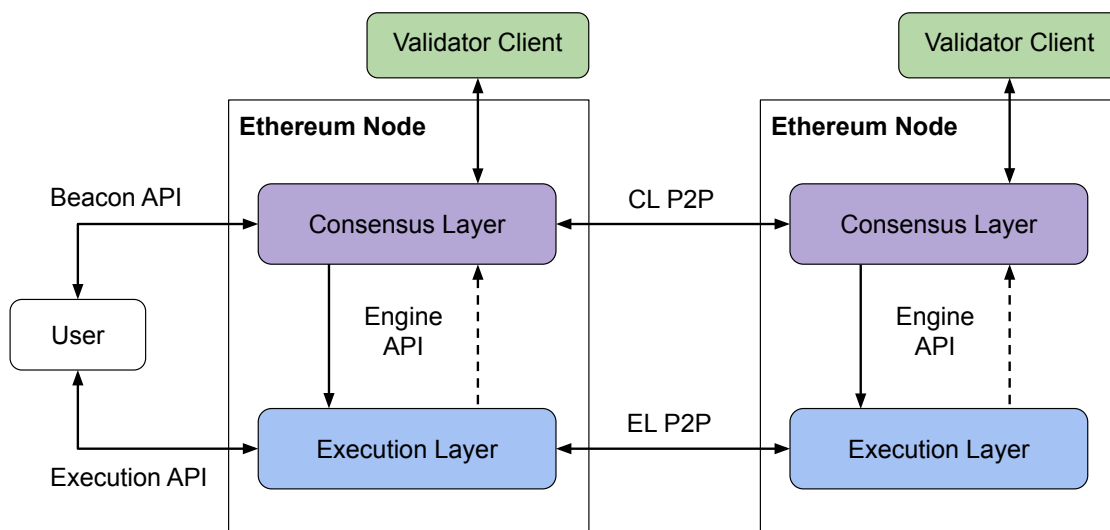 Validator Client
Validator Client
Ethereum Node
Ethereum Node
Beacon API
CL P2P
Consensus Layer
Consensus Layer
User
Engine
API
Engine
API
EL P2P
Execution Layer
Execution Layer
Execution API